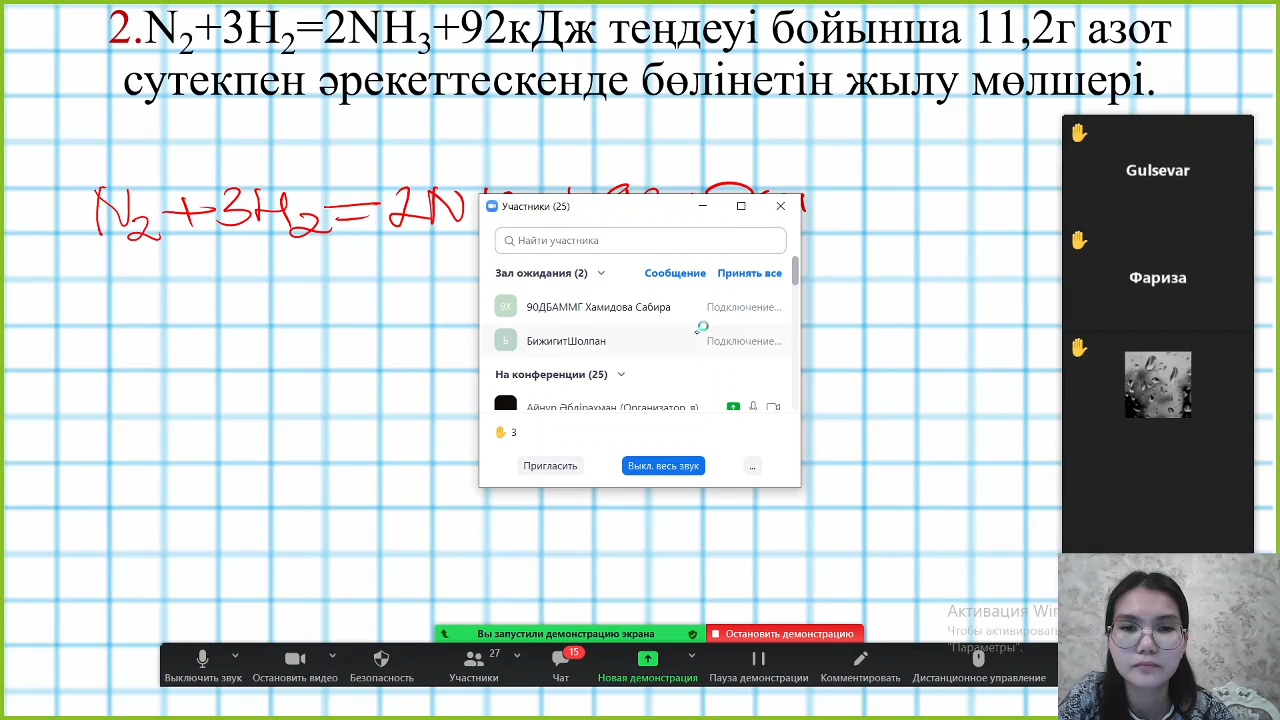 2.N₂+3H₂=2NH₃+92кДж теңдеуі бойынша 11,2г азот
сутекпен әрекеттескенде бөлінетін жылу мөлшері.
N₂+3H₂=2N
Участники (25)
Найти участника
Зал ожидания (2)
Сообщение
Принять все
9X
90ДБАММГ Хамидова Сабира
Подключение...
Б
БижигитШолпан
Подключение...
На конференции (25)
Айнур Әбдірахман (Организатор, я)
3
Пригласить
Выкл. весь звук
...
Gulsevar
Фариза
Активация Win
Чтобы активировать
"Параметры".
Вы запустили демонстрацию экрана
Остановить демонстрацию
27
15
Выключить звук
Остановить видео
Безопасность
Участники
Чат
Новая демонстрация
Пауза демонстрации
Комментировать
Дистанционное управление